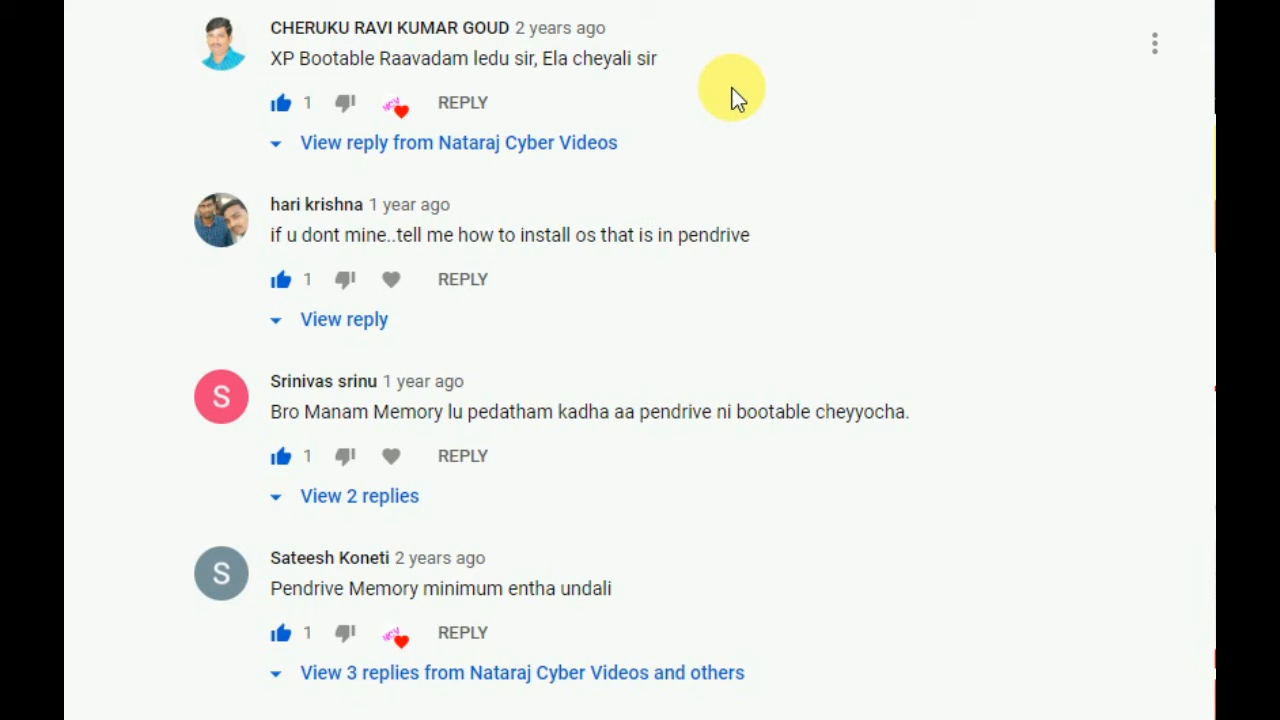 CHERUKU RAVI KUMAR GOUD 2 years ago
XP Bootable Raavadam ledu sir, Ela cheyali sir
1 REPLY
View reply from Nataraj Cyber Videos
hari krishna 1 year ago
if u dont mine..tell me how to install os that is in pendrive
1 REPLY
View reply
S
Srinivas srinu 1 year ago
Bro Manam Memory lu pedatham kadha aa pendrive ni bootable cheyyocha.
1 REPLY
View 2 replies
S
Sateesh Koneti 2 years ago
Pendrive Memory minimum entha undali
1 REPLY
View 3 replies from Nataraj Cyber Videos and others